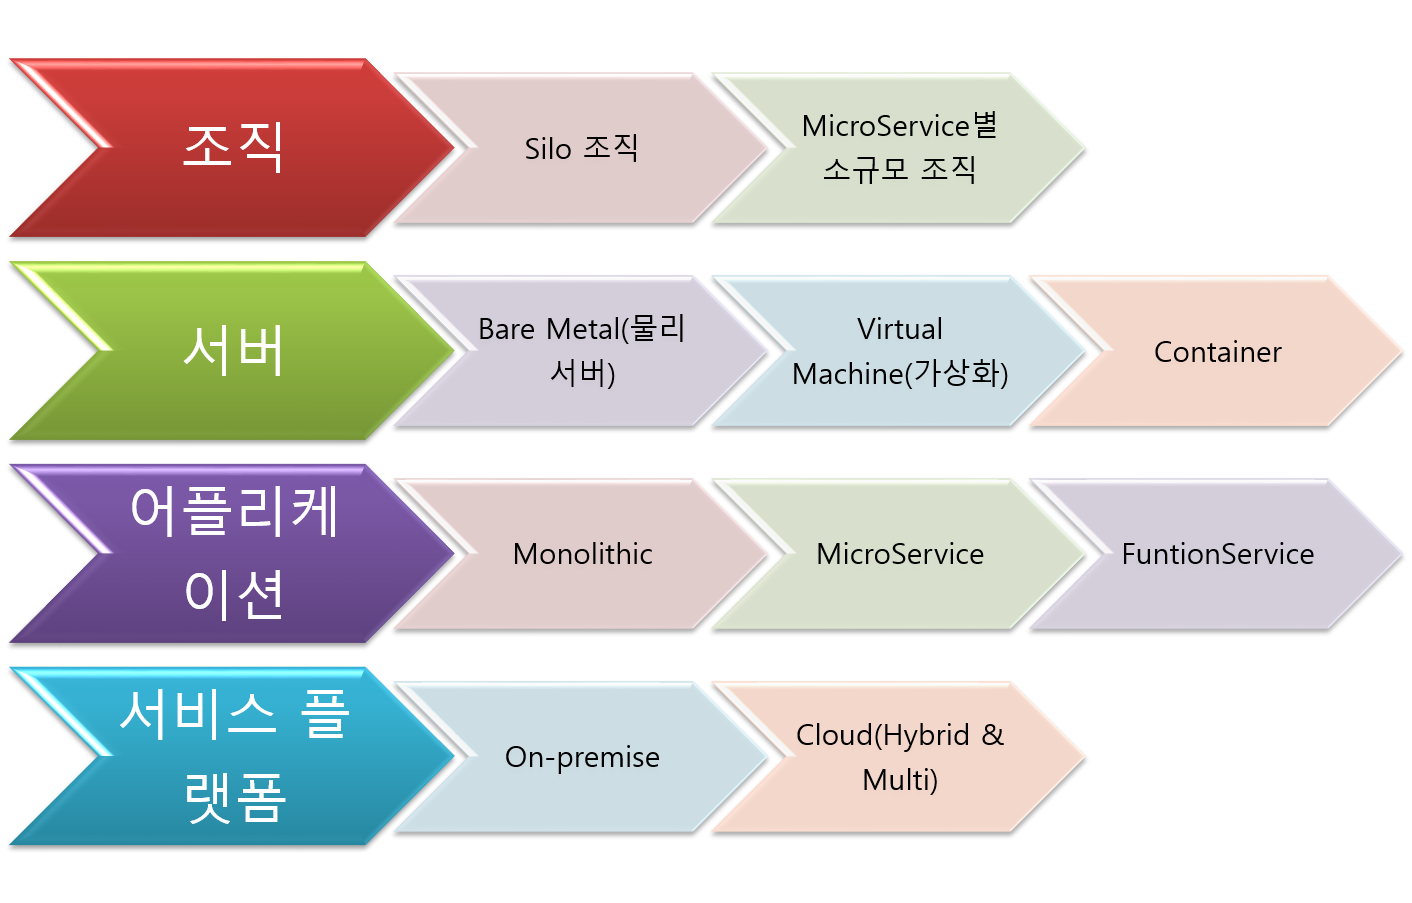 조직
Silo 조직
MicroService별
소규모 조직
서버
Bare Metal(물리
서버)
Virtual
Machine(가상화)
Container
어플리케
이션
Monolithic
MicroService
FuntionService
서비스 플
랫폼
On-premise
Cloud(Hybrid &
Multi)